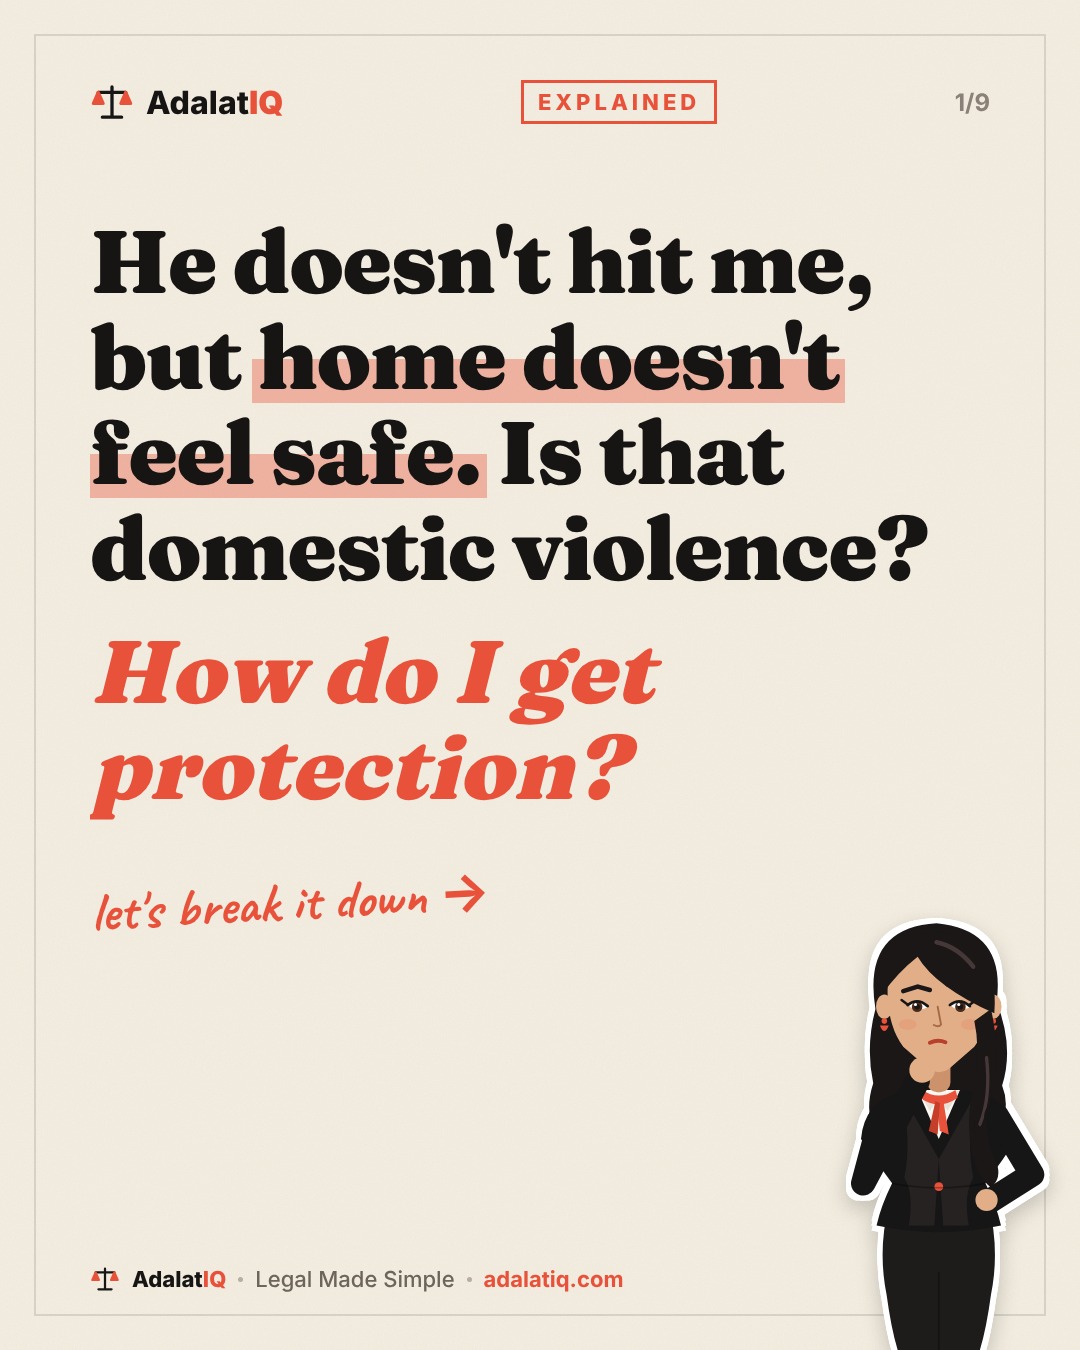 AdalatIQ
EXPLAINED
1/9
He doesn't hit me,
but home doesn't
feel safe. Is that
domestic violence?
How do I get
protection?
let's break it down →
AdalatIQ • Legal Made Simple • adalatiq.com